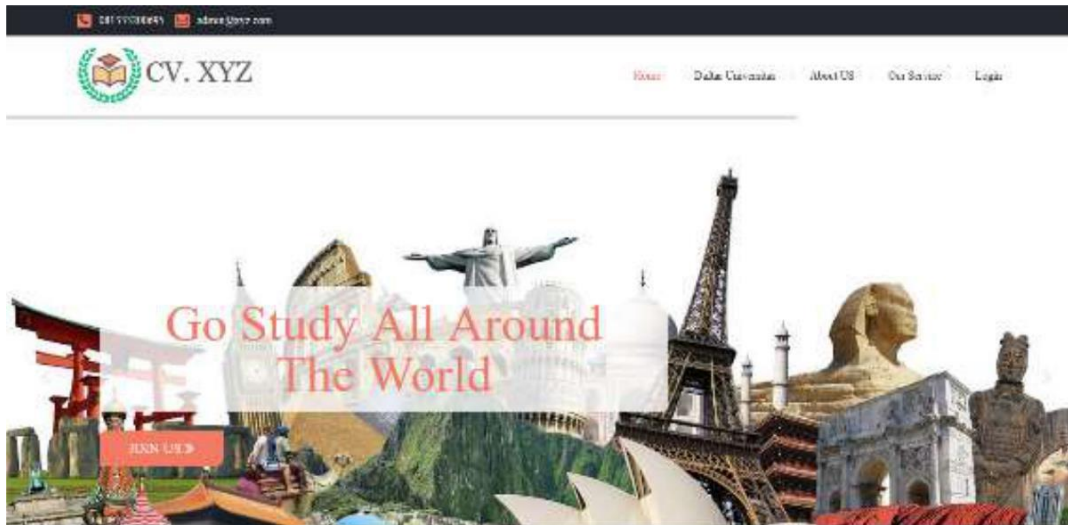 CV. XYZ
Home Daftar Universitas About US Our Service Login
Go Study All Around
The World
JOIN US »